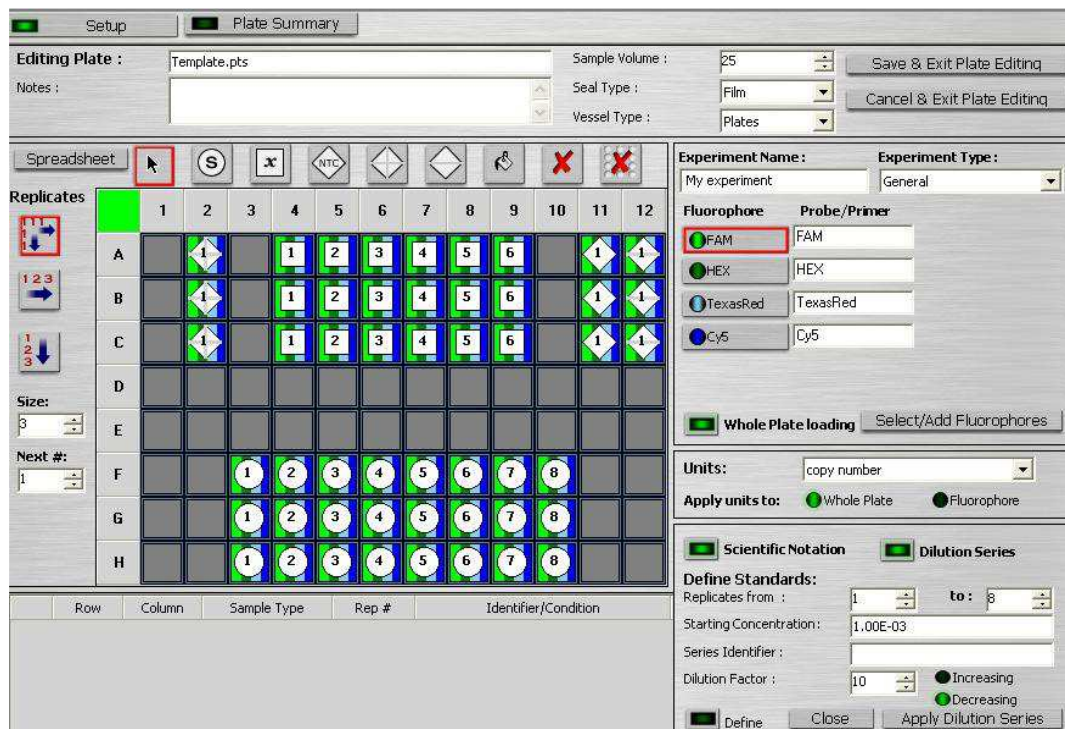 Setup
Plate Summary
Editing Plate :
Template.pts
Sample Volume :
25
Save & Exit Plate Editing
Notes :
Seal Type :
Film
Cancel & Exit Plate Editing
Vessel Type :
Plates
Spreadsheet
S
x
NTC
Replicates
1 2 3 4 5 6 7 8 9 10 11 12
A 1 1 2 3 4 5 6 1 1
1 2 3
B 1 1 2 3 4 5 6 1 1
1
2
3
C 1 1 2 3 4 5 6 1 1
D
Size:
3
E
Next #:
1
F 1 2 3 4 5 6 7 8
G 1 2 3 4 5 6 7 8
H 1 2 3 4 5 6 7 8
Row Column Sample Type Rep # Identifier/Condition
Experiment Name: Experiment Type:
My experiment General
Fluorophore Probe/Primer
FAM FAM
HEX HEX
TexasRed TexasRed
Cy5 Cy5
Whole Plate loading Select/Add Fluorophores
Units: copy number
Apply units to: Whole Plate Fluorophore
Scientific Notation Dilution Series
Define Standards:
Replicates from : 1 to: 8
Starting Concentration: 1.00E-03
Series Identifier :
Dilution Factor : 10 Increasing
Decreasing
Define Close Apply Dilution Series